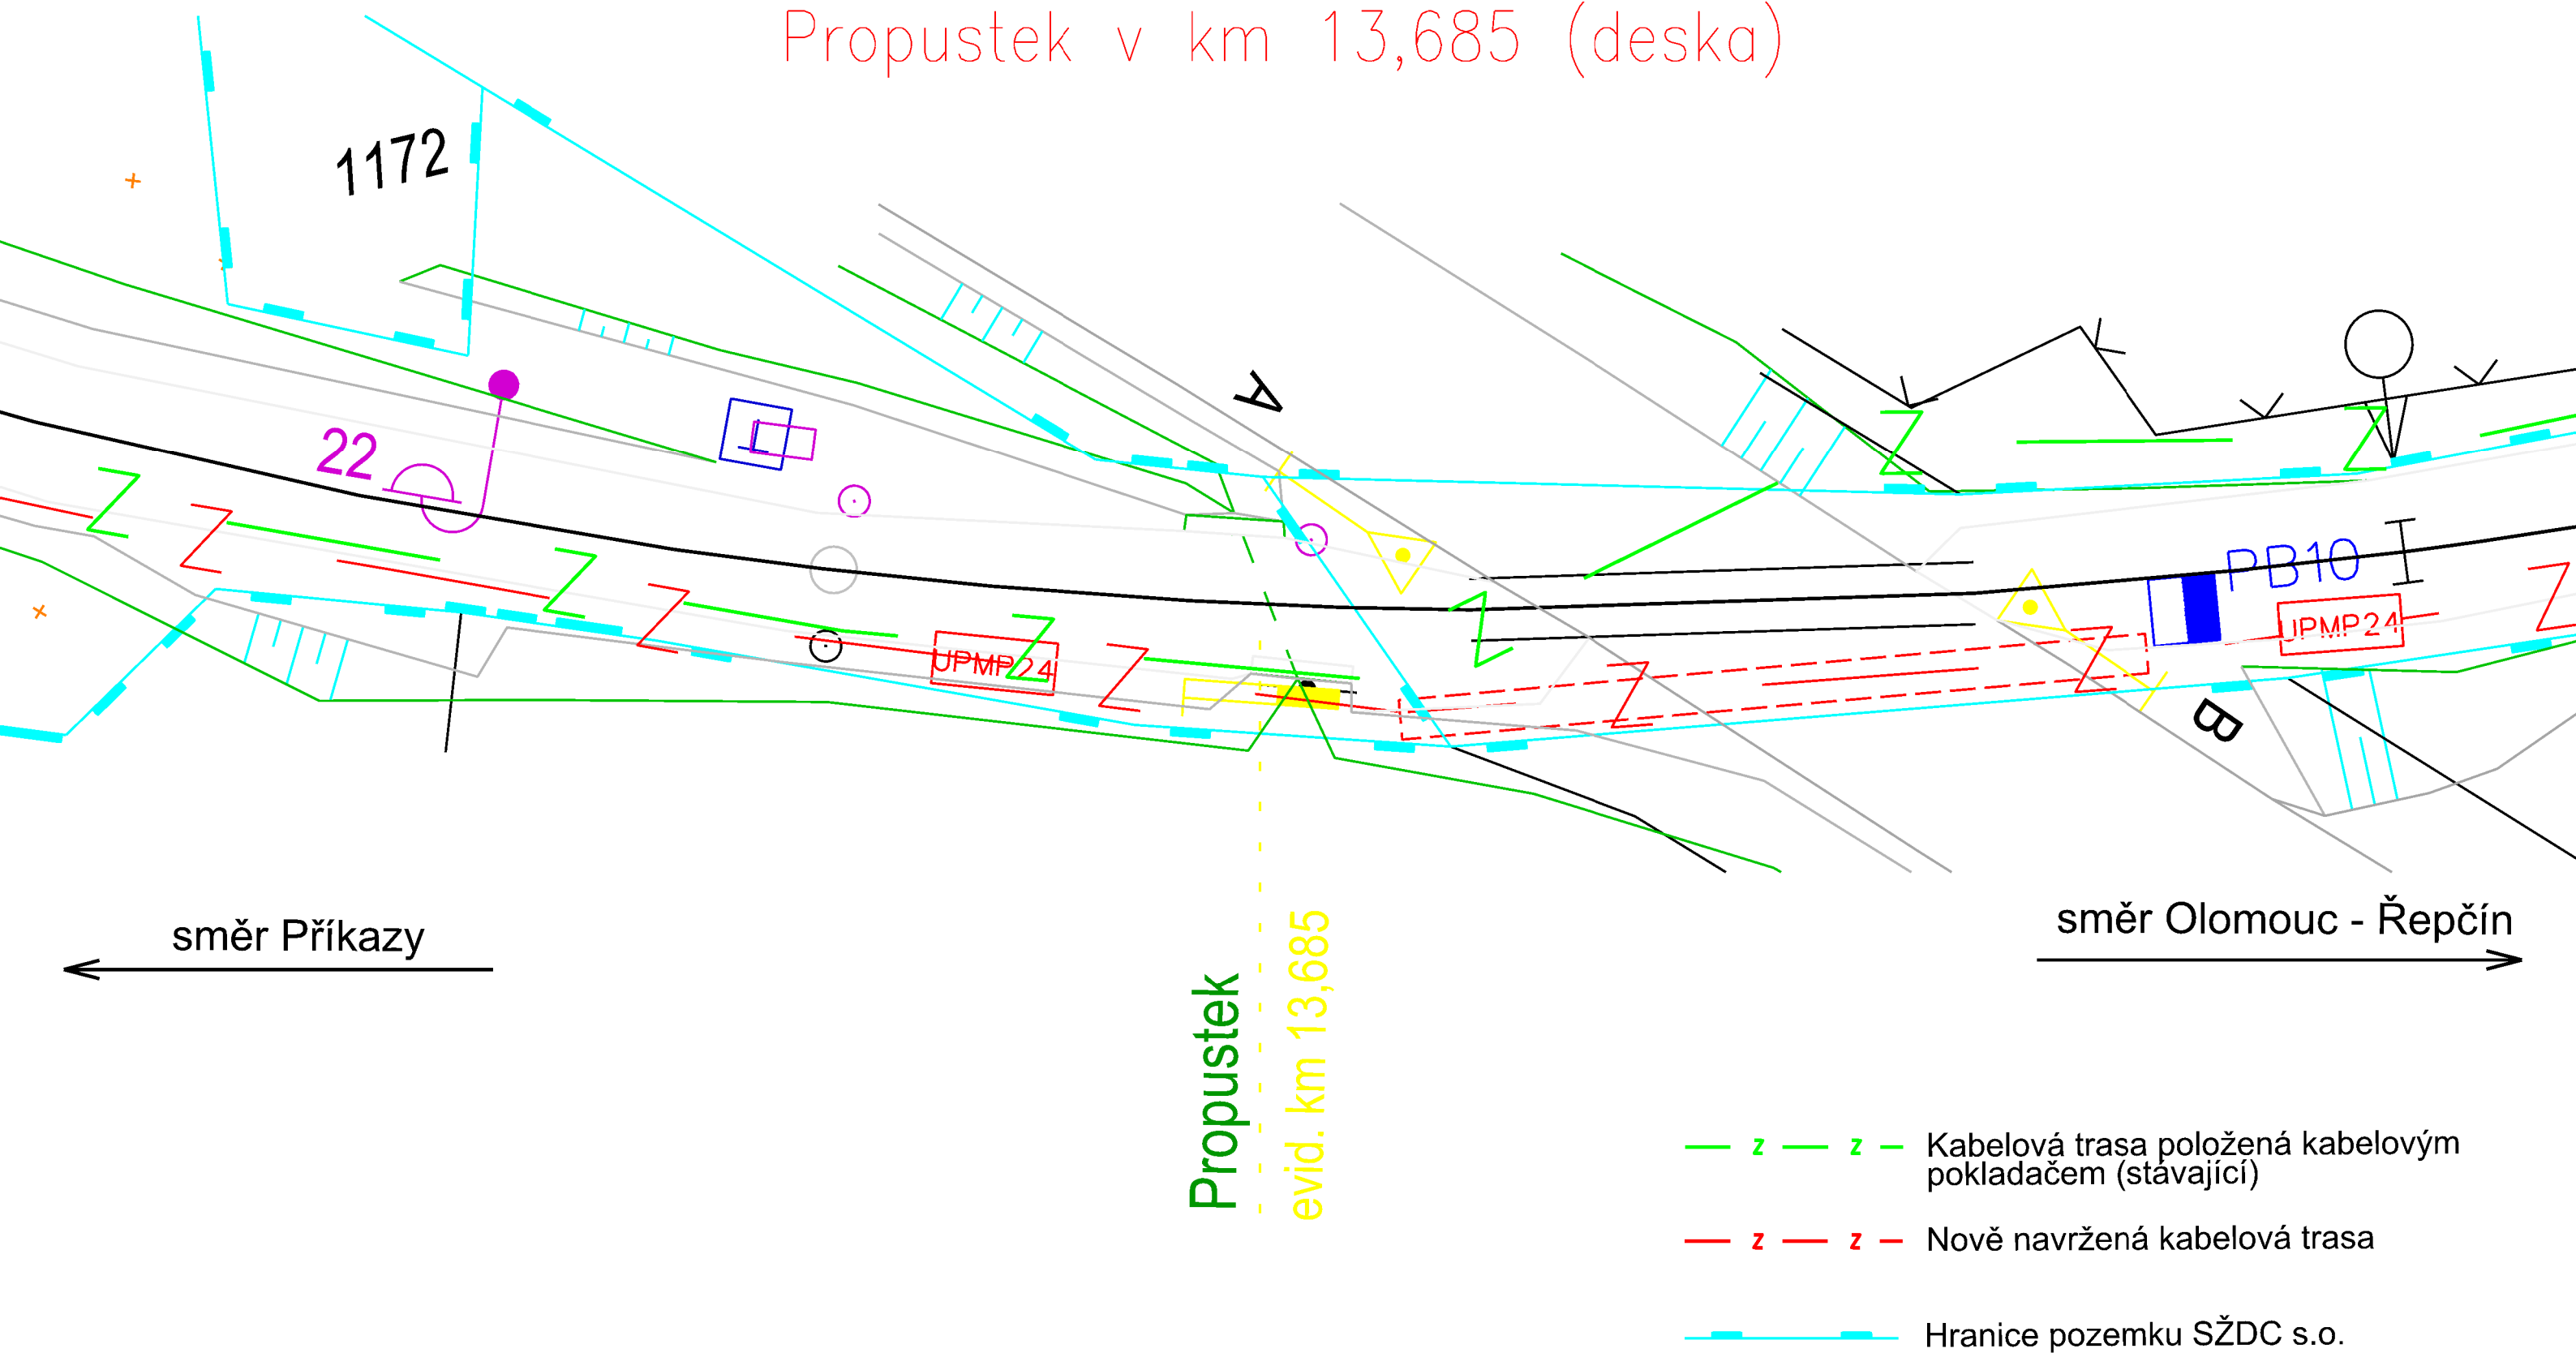 Propustek v km 13,685 (deska)
1172
A
22
PB10
UPMP24
UPMP24
B
směr Příkazy
směr Olomouc - Řepčín
Propustek
evid. km 13,685
z z Kabelová trasa položená kabelovým
pokladačem (stávající)
z z Nově navržená kabelová trasa
Hranice pozemku SŽDC s.o.